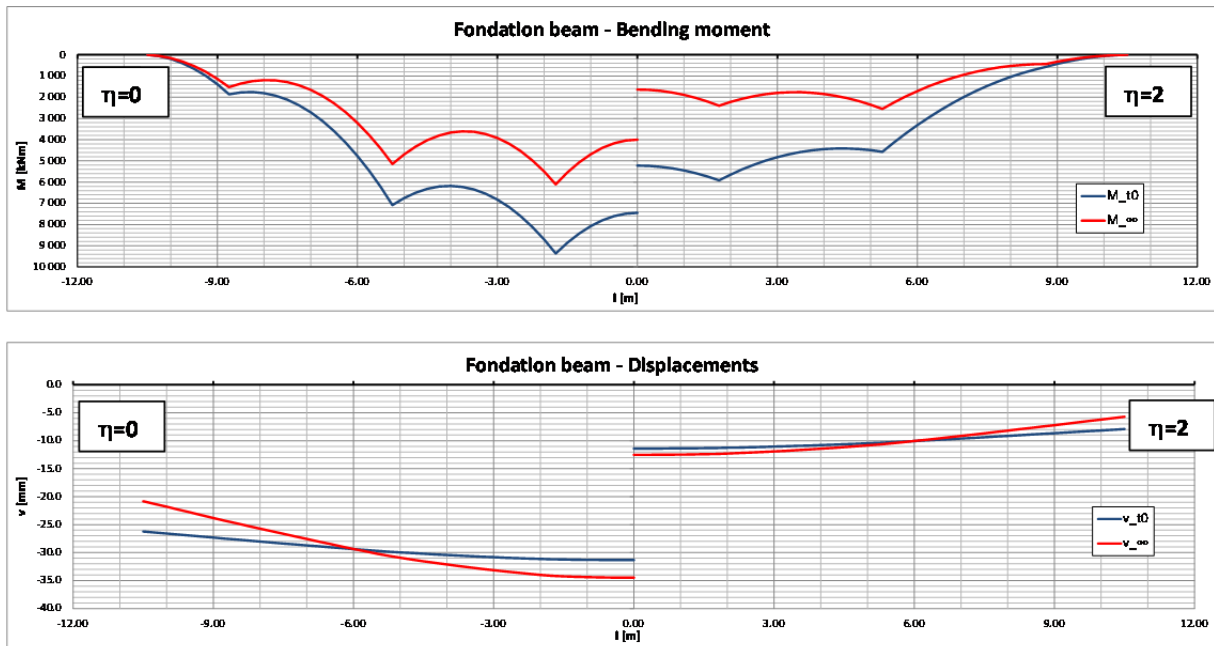 Fondation beam - Bending moment
η=0
η=2
M [kNm]
0
1 000
2 000
3 000
4 000
5 000
6 000
7 000
8 000
9 000
10 000
M_t0
M_∞
-12.00 -9.00 -6.00 -3.00 0.00 3.00 6.00 9.00 12.00
l [m]
Fondation beam - Displacements
η=0
η=2
v [mm]
0.0
-5.0
-10.0
-15.0
-20.0
-25.0
-30.0
-35.0
-40.0
v_t0
v_∞
-12.00 -9.00 -6.00 -3.00 0.00 3.00 6.00 9.00 12.00
l [m]